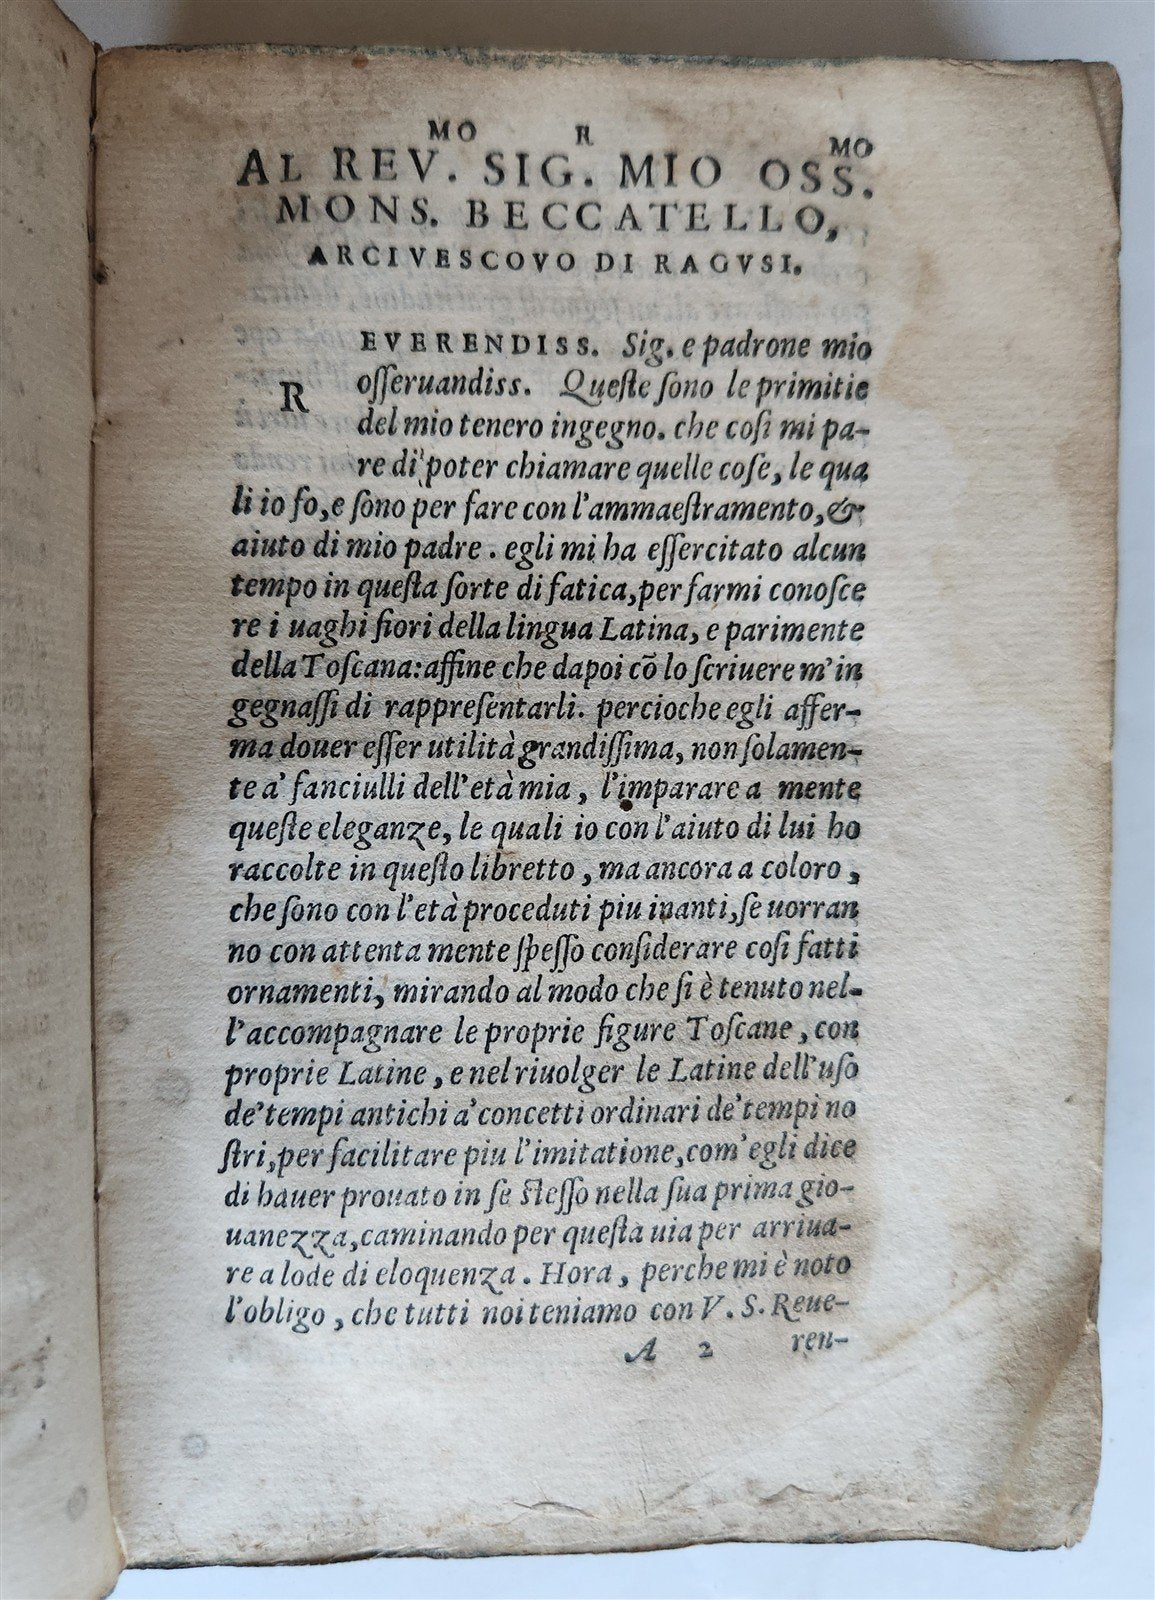 MO R MO
AL REV. SIG. MIO OSS.
MONS. BECCATELLO,
ARCIVESCOVO DI RAGVSI.
R EVERENDISS. Sig. e padrone mio
osſeruandiss. Queſte ſono le primitie
del mio tenero ingegno. che coſi mi pa-
re di poter chiamare quelle coſe, le qua
li io fo, e ſono per fare con l'ammaeſtramento, &
aiuto di mio padre. egli mi ha eſſercitato alcun
tempo in queſta ſorte di fatica, per farmi conoſce
re i uaghi fiori della lingua Latina, e parimente
della Toſcana: affine che dapoi cō lo ſcriuere m'in
gegnaſſi di rappreſentarli. percioche egli affer-
ma douer eſſer utilità grandiſſima, non ſolamen-
te a' fanciulli dell'età mia, l'imparare a mente
queſte eleganze, le quali io con l'aiuto di lui ho
raccolte in queſto libretto, ma ancora a coloro,
che ſono con l'età proceduti piu inanti, ſe uorran
no con attenta mente ſpeſſo conſiderare coſi fatti
ornamenti, mirando al modo che ſi è tenuto nel-
l'accompagnare le proprie figure Toſcane, con
proprie Latine, e nel riuolger le Latine dell'uſo
de' tempi antichi a' concetti ordinari de' tempi no
ſtri, per facilitare piu l'imitatione, com'egli dice
di hauer prouato in ſe ſteſſo nella ſua prima gio-
uanezza, caminando per queſta uia per arriua-
re a lode di eloquenza. Hora, perche mi è noto
l'obligo, che tutti noi teniamo con V. S. Reue-
A 2 ren-